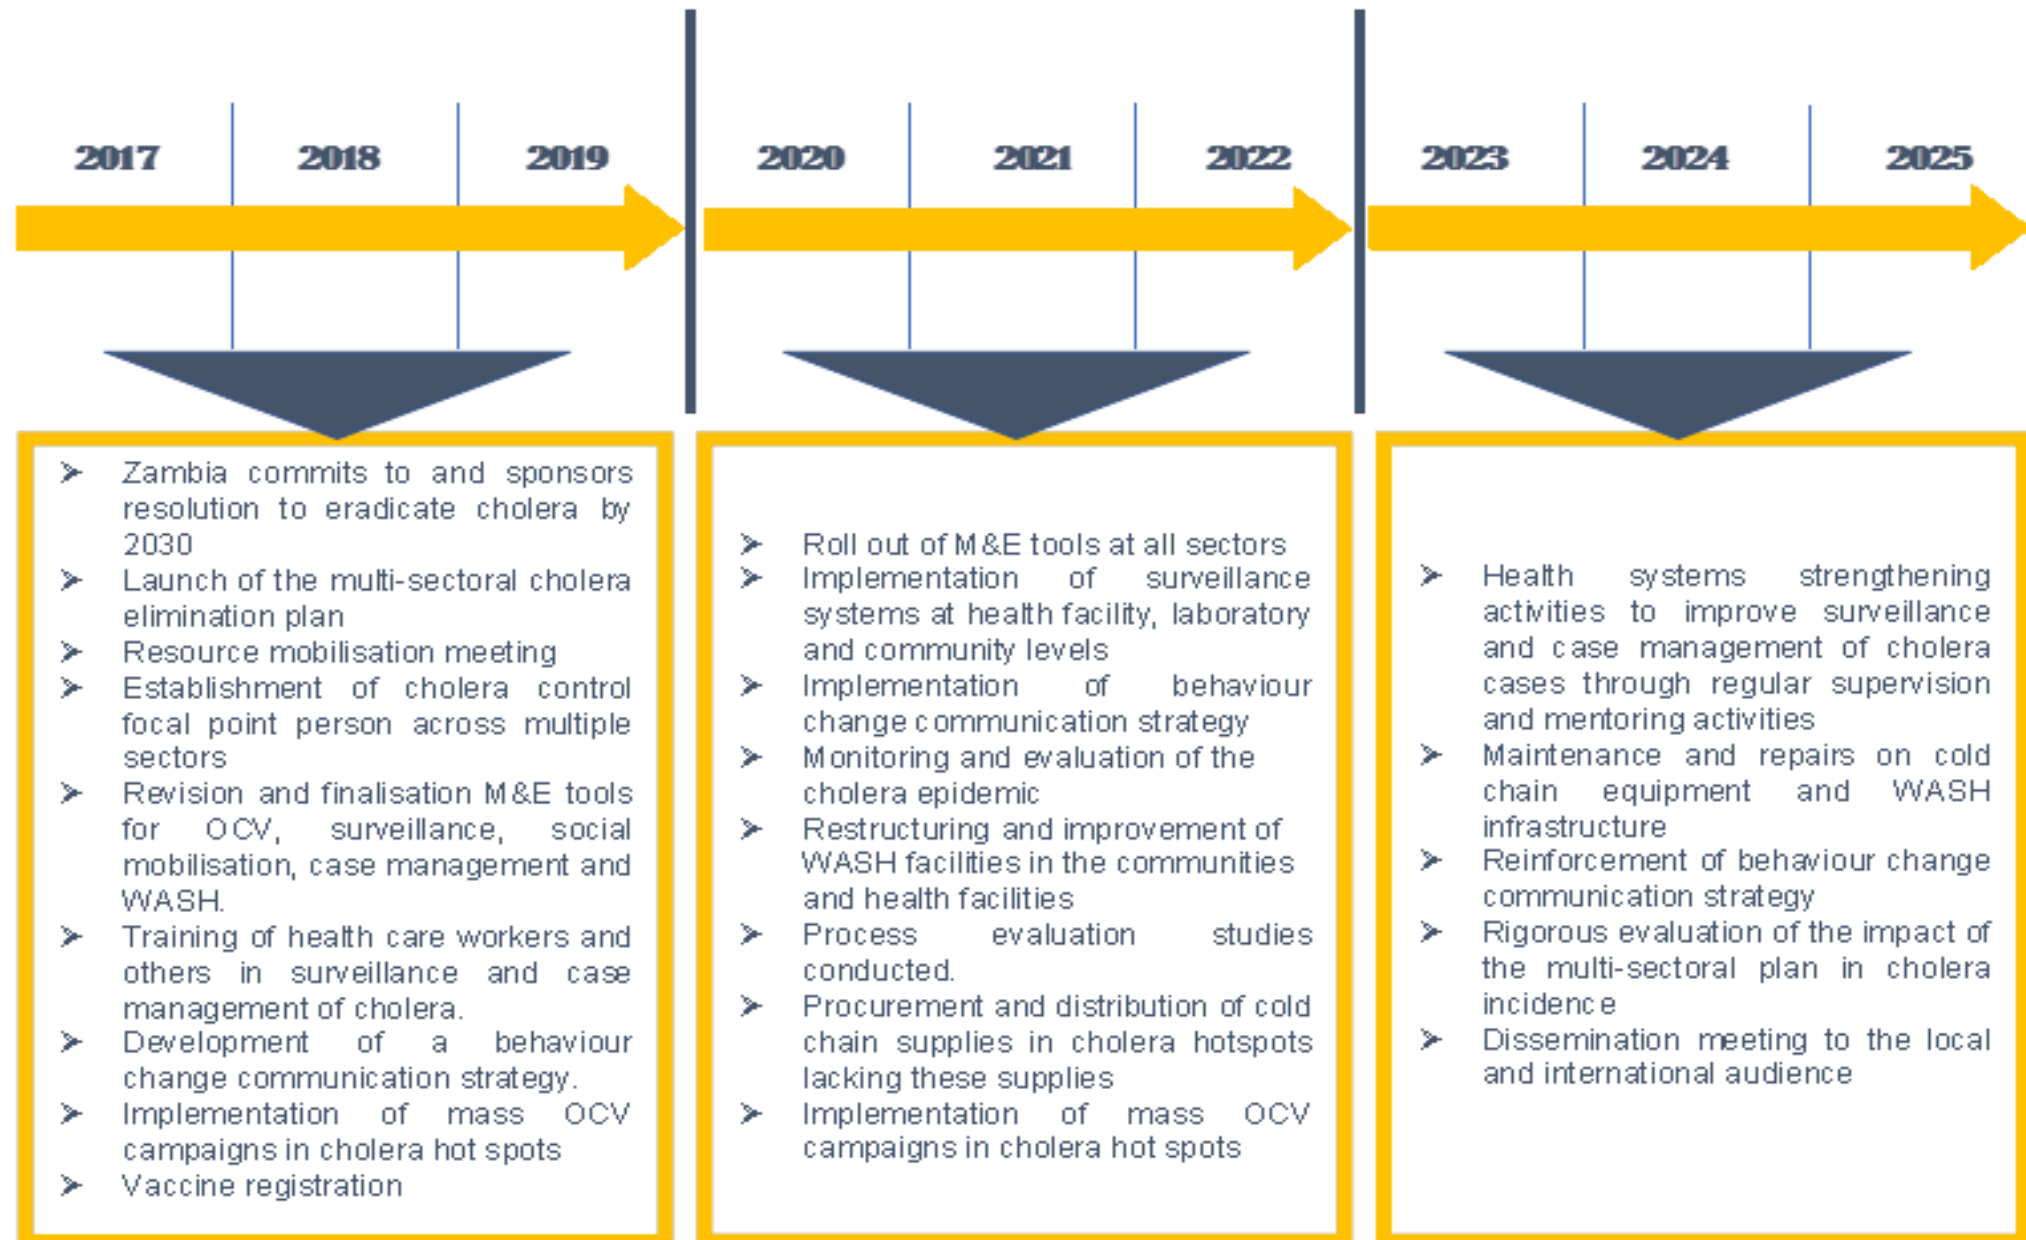 2017 2018 2019 2020 2021 2022 2023 2024 2025
➢ Zambia commits to and sponsors
resolution to eradicate cholera by
2030
➢ Launch of the multi-sectoral cholera
elimination plan
➢ Resource mobilisation meeting
➢ Establishment of cholera control
focal point person across multiple
sectors
➢ Revision and finalisation M&E tools
for OCV, surveillance, social
mobilisation, case management and
WASH.
➢ Training of health care workers and
others in surveillance and case
management of cholera.
➢ Development of a behaviour
change communication strategy.
➢ Implementation of mass OCV
campaigns in cholera hot spots
➢ Vaccine registration
➢ Roll out of M&E tools at all sectors
➢ Implementation of surveillance
systems at health facility, laboratory
and community levels
➢ Implementation of behaviour
change communication strategy
➢ Monitoring and evaluation of the
cholera epidemic
➢ Restructuring and improvement of
WASH facilities in the communities
and health facilities
➢ Process evaluation studies
conducted.
➢ Procurement and distribution of cold
chain supplies in cholera hotspots
lacking these supplies
➢ Implementation of mass OCV
campaigns in cholera hot spots
➢ Health systems strengthening
activities to improve surveillance
and case management of cholera
cases through regular supervision
and mentoring activities
➢ Maintenance and repairs on cold
chain equipment and WASH
infrastructure
➢ Reinforcement of behaviour change
communication strategy
➢ Rigorous evaluation of the impact of
the multi-sectoral plan in cholera
incidence
➢ Dissemination meeting to the local
and international audience